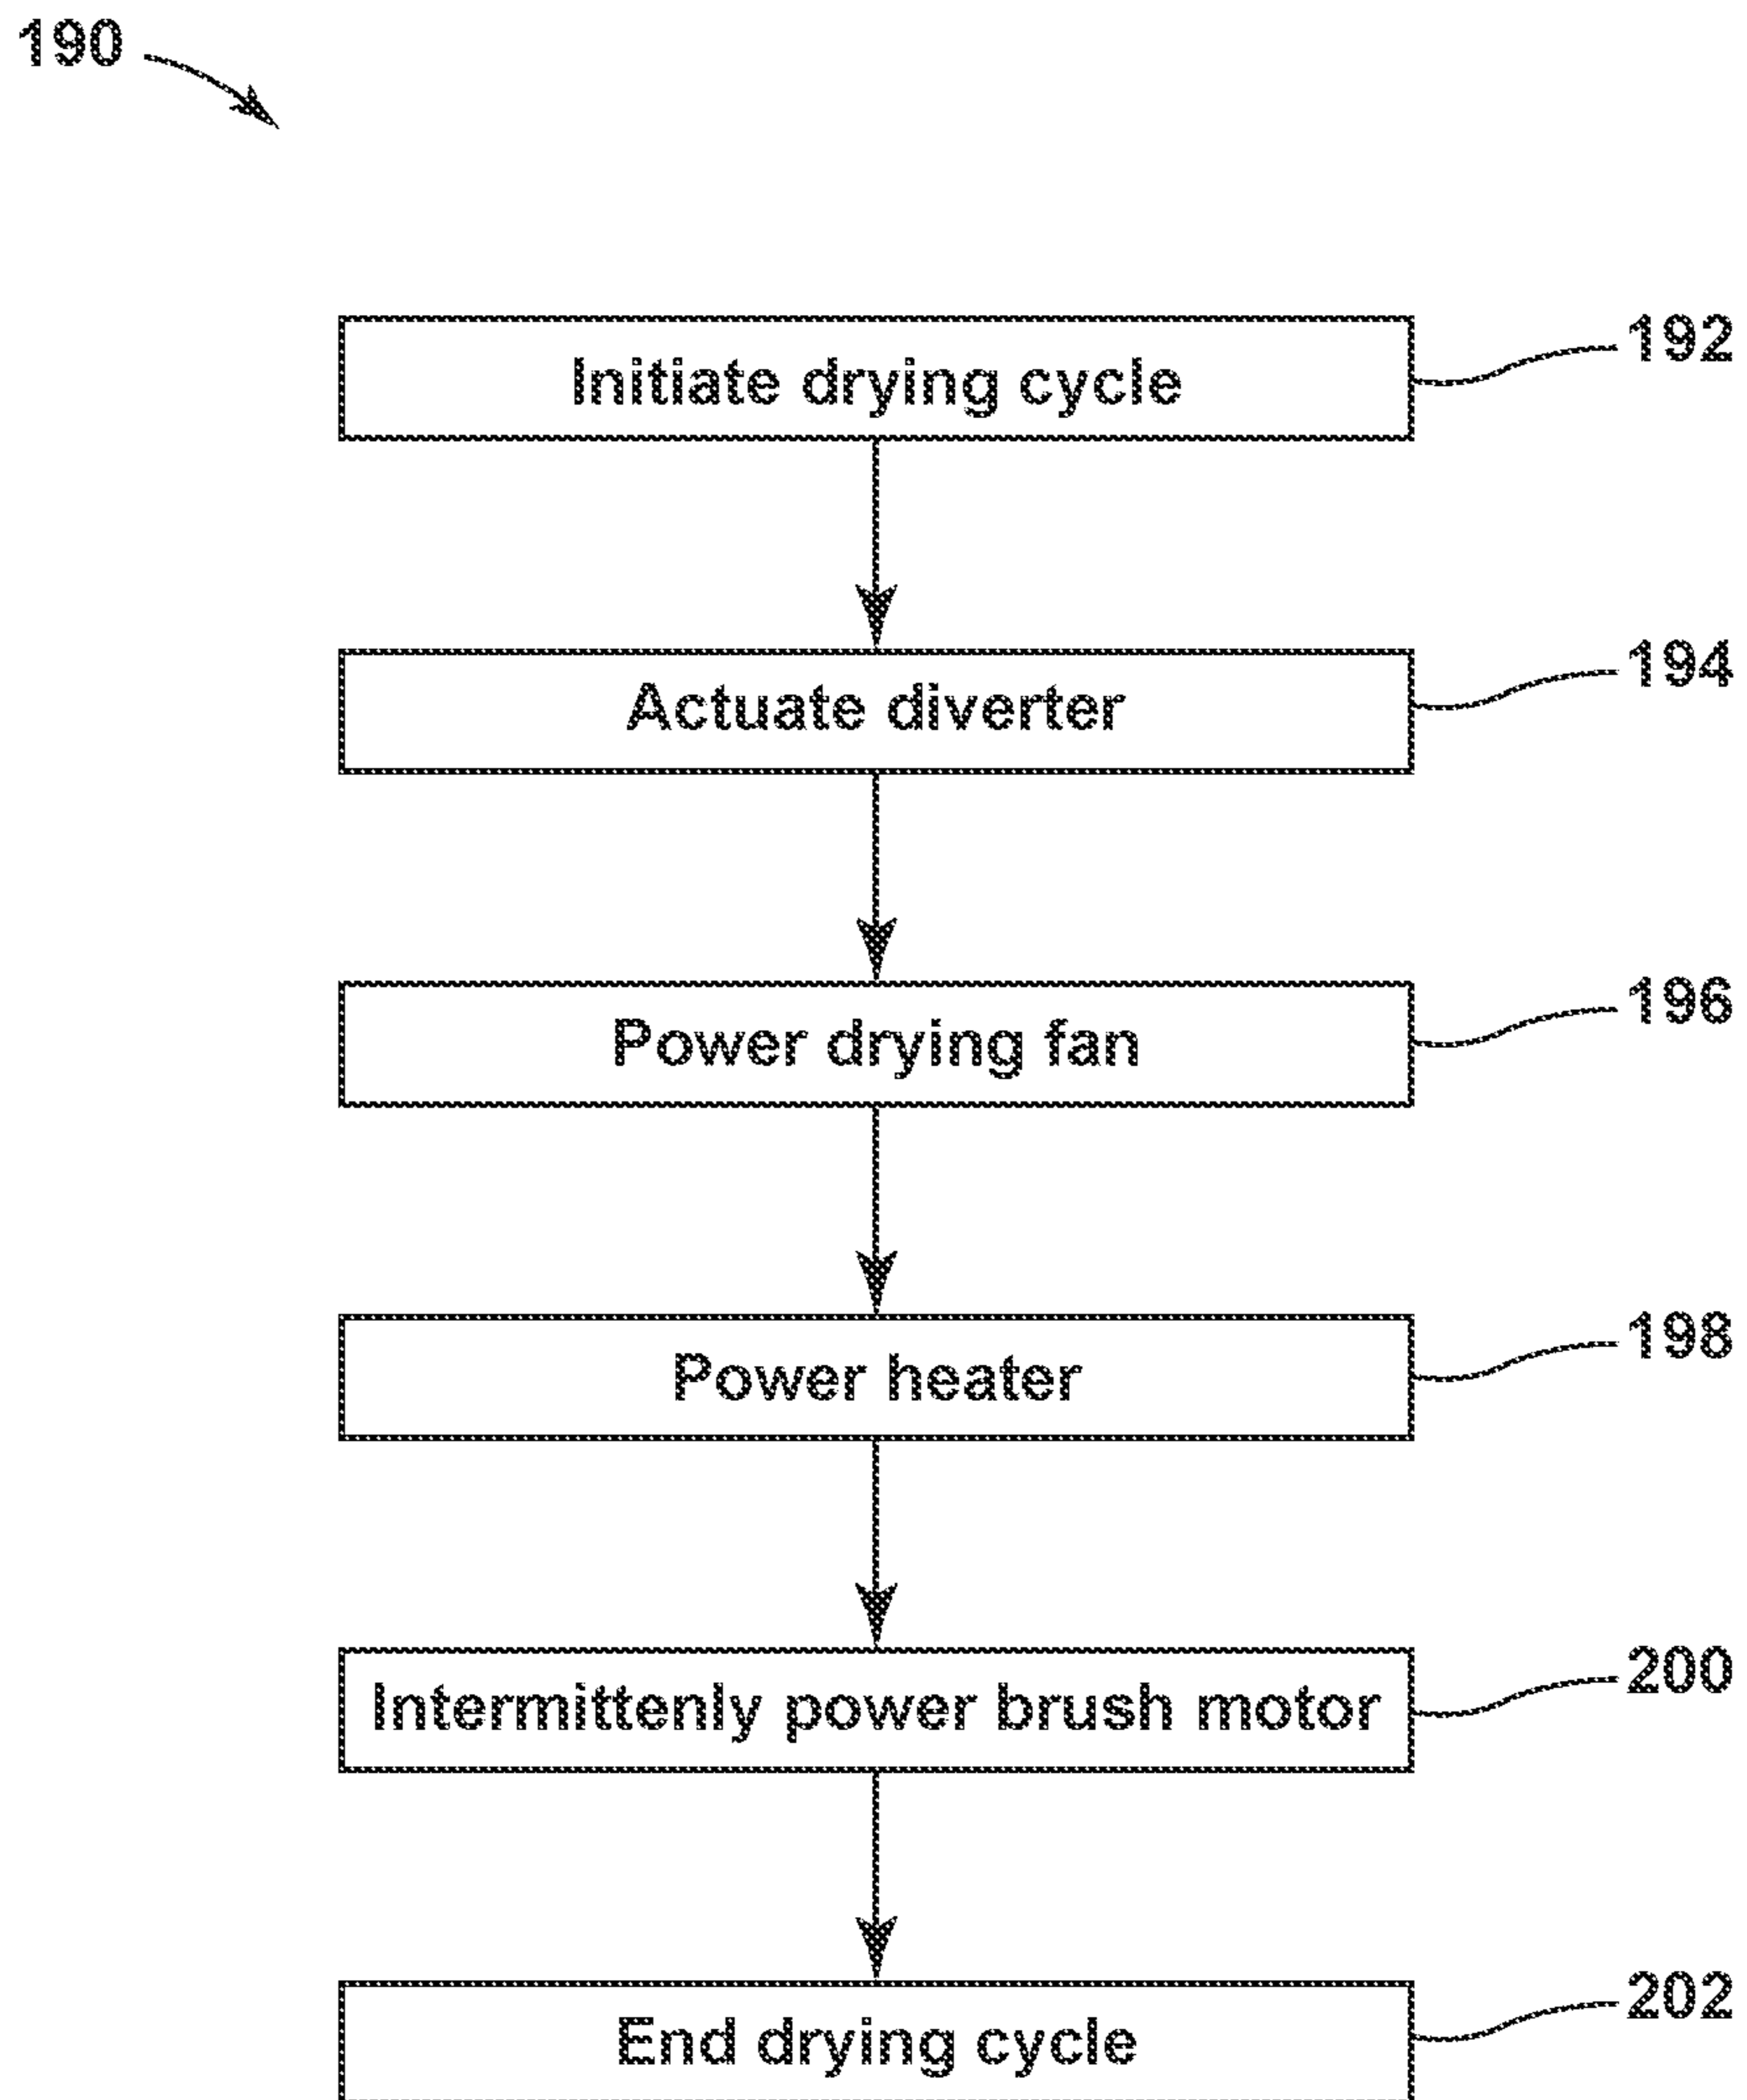 190
Initiate drying cycle
192
Actuate diverter
194
Power drying fan
196
Power heater
198
Intermittenly power brush motor
200
End drying cycle
202